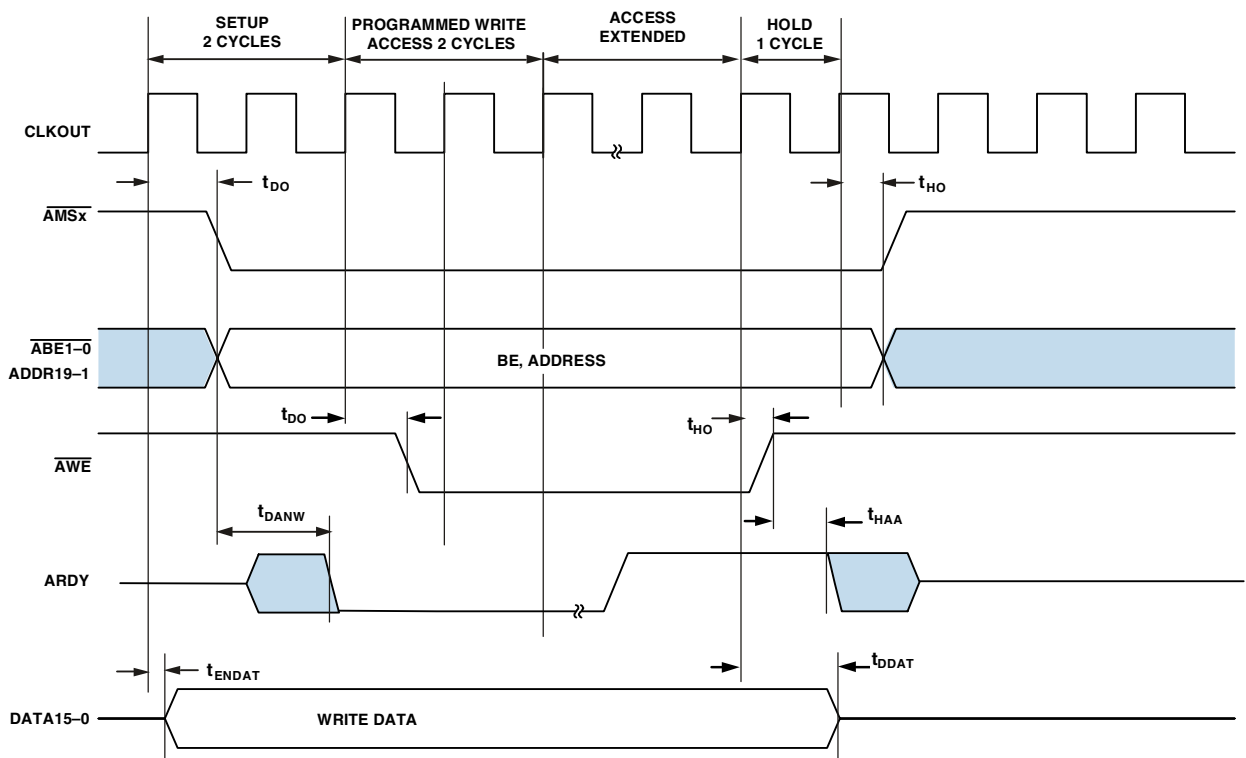 SETUP
2 CYCLES
PROGRAMMED WRITE
ACCESS 2 CYCLES
ACCESS
EXTENDED
HOLD
1 CYCLE
CLKOUT
tDO
tHO
AMSx
ABE1–0
ADDR19–1
BE, ADDRESS
tDO
tHO
AWE
tDANW
tHAA
ARDY
tENDAT
tDDAT
DATA15–0
WRITE DATA